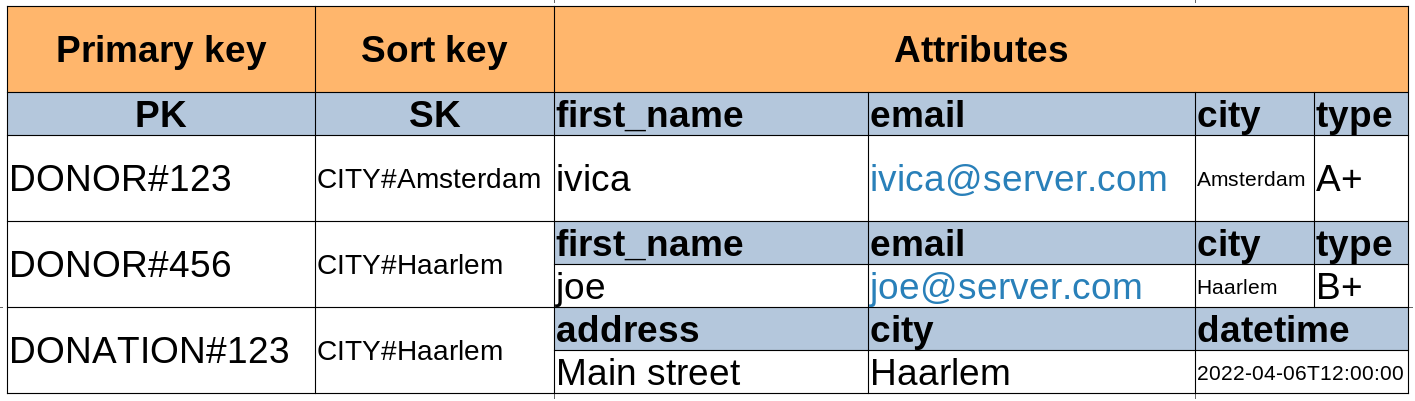 Primary key Sort key Attributes
PK SK first_name email city type
DONOR#123 CITY#Amsterdam ivica ivica@server.com Amsterdam A+
first_name email city type
DONOR#456 CITY#Haarlem
joe joe@server.com Haarlem B+
address city datetime
DONATION#123 CITY#Haarlem
Main street Haarlem 2022-04-06T12:00:00